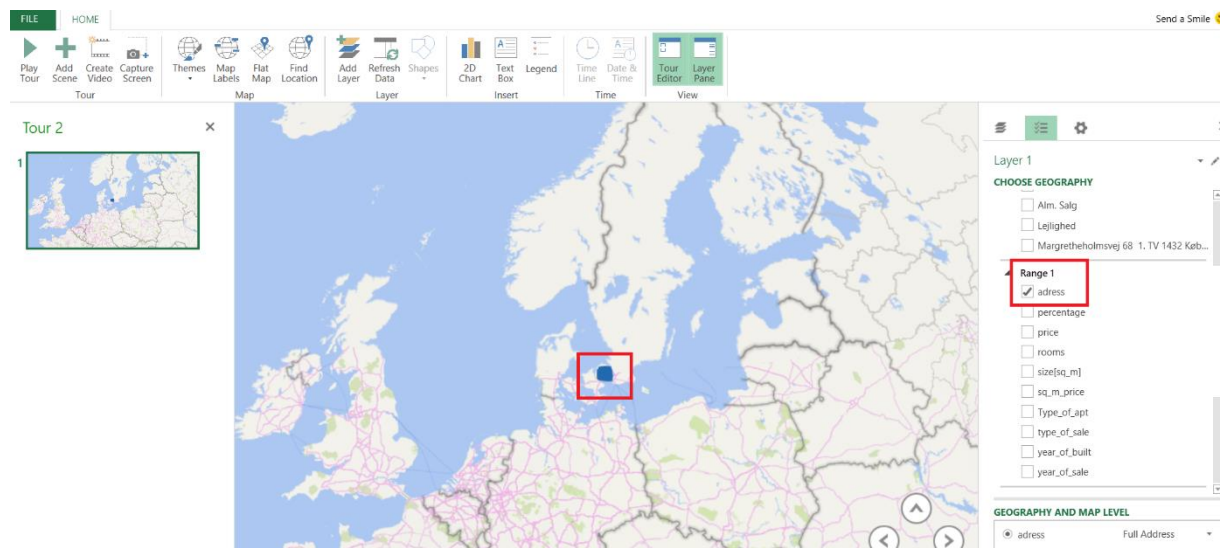 FILE HOME Send a Smile
Play Tour
Add Scene
Create Video
Capture Screen
Themes
Map Labels
Flat Map
Find Location
Add Layer
Refresh Data
Shapes
2D Chart
Text Box
Legend
Time Line
Date & Time
Tour Editor
Layer Pane
Tour Map Layer Insert Time View
Tour 2
1
Layer 1
CHOOSE GEOGRAPHY
Alm. Salg
Lejlighed
Margretheholmsvej 68 1. TV 1432 Køb...
Range 1
adress
percentage
price
rooms
size[sq_m]
sq_m_price
Type_of_apt
type_of_sale
year_of_built
year_of_sale
GEOGRAPHY AND MAP LEVEL
adress Full Address